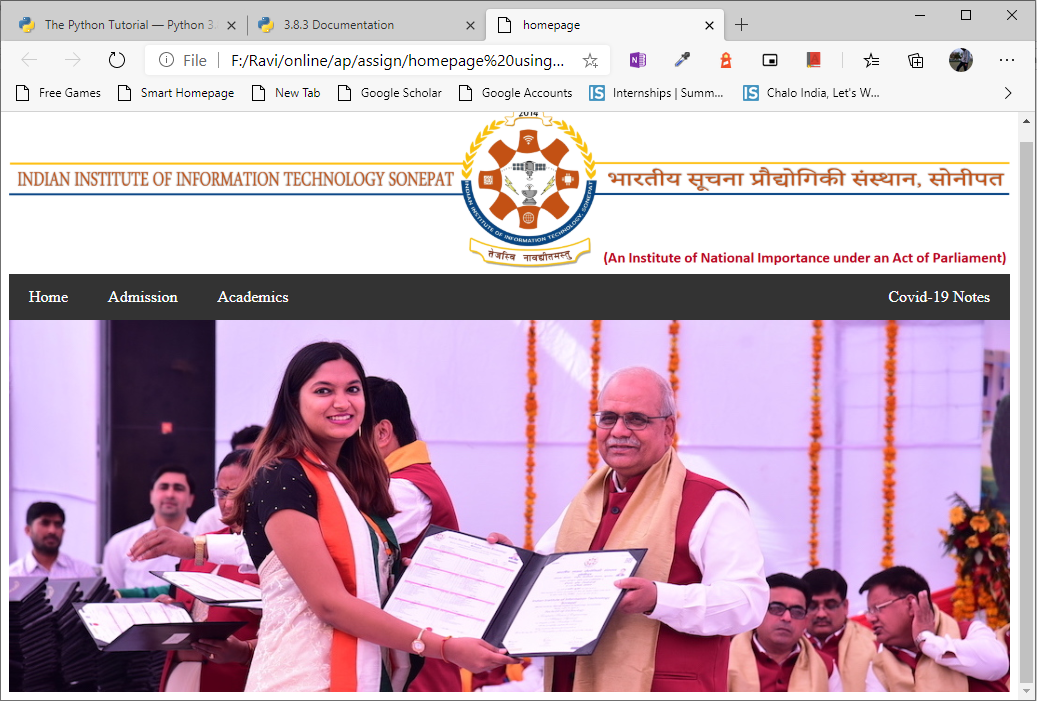 The Python Tutorial — Python 3.
3.8.3 Documentation
homepage
File
F:/Ravi/online/ap/assign/homepage%20using...
Free Games
Smart Homepage
New Tab
Google Scholar
Google Accounts
Internships | Summ...
Chalo India, Let's W...
2014
INDIAN INSTITUTE OF INFORMATION TECHNOLOGY SONEPAT
भारतीय सूचना प्रौद्योगिकी संस्थान, सोनीपत
INDIAN INSTITUTE OF INFORMATION TECHNOLOGY, SONEPAT
तेजस्वि नावधीतमस्तु
(An Institute of National Importance under an Act of Parliament)
Home
Admission
Academics
Covid-19 Notes